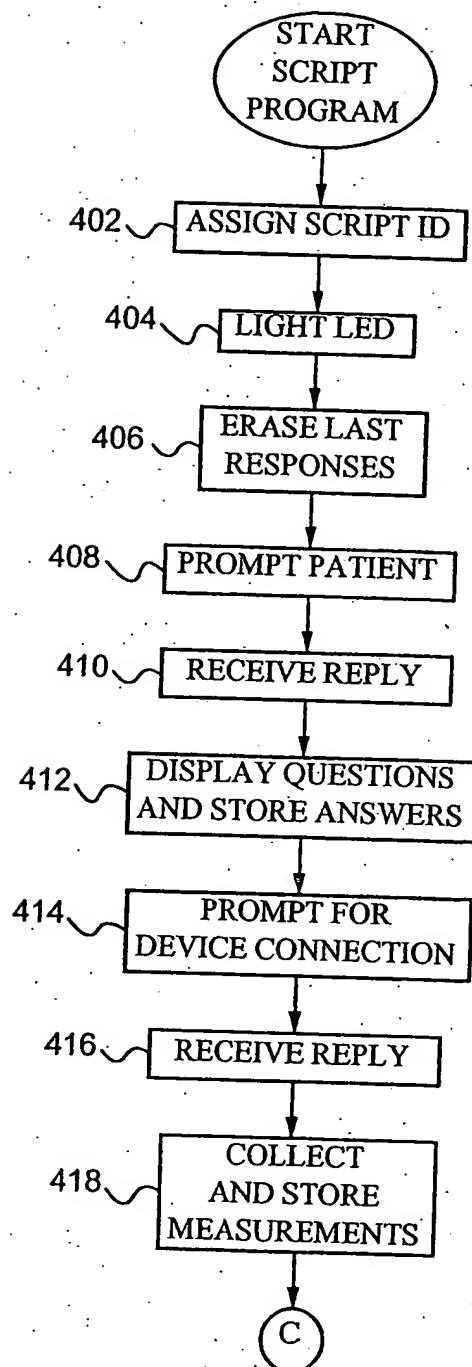 START
SCRIPT
PROGRAM
402 ASSIGN SCRIPT ID
404 LIGHT LED
406 ERASE LAST
RESPONSES
408 PROMPT PATIENT
410 RECEIVE REPLY
412 DISPLAY QUESTIONS
AND STORE ANSWERS
414 PROMPT FOR
DEVICE CONNECTION
416 RECEIVE REPLY
418 COLLECT
AND STORE
MEASUREMENTS
C